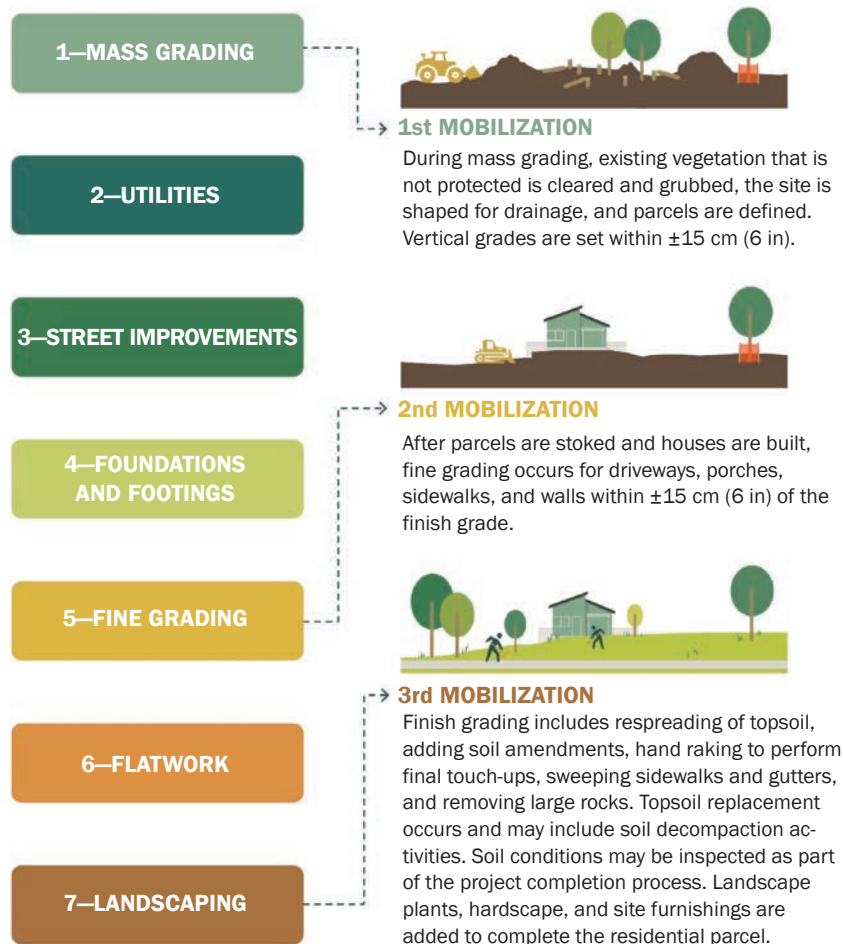 1—MASS GRADING
1st MOBILIZATION
During mass grading, existing vegetation that is
not protected is cleared and grubbed, the site is
shaped for drainage, and parcels are defined.
Vertical grades are set within ±15 cm (6 in).
2—UTILITIES
3—STREET IMPROVEMENTS
2nd MOBILIZATION
After parcels are stoked and houses are built,
fine grading occurs for driveways, porches,
sidewalks, and walls within ±15 cm (6 in) of the
finish grade.
4—FOUNDATIONS
AND FOOTINGS
5—FINE GRADING
3rd MOBILIZATION
Finish grading includes respreading of topsoil,
adding soil amendments, hand raking to perform
final touch-ups, sweeping sidewalks and gutters,
and removing large rocks. Topsoil replacement
occurs and may include soil decompaction ac-
tivities. Soil conditions may be inspected as part
of the project completion process. Landscape
plants, hardscape, and site furnishings are
added to complete the residential parcel.
6—FLATWORK
7—LANDSCAPING